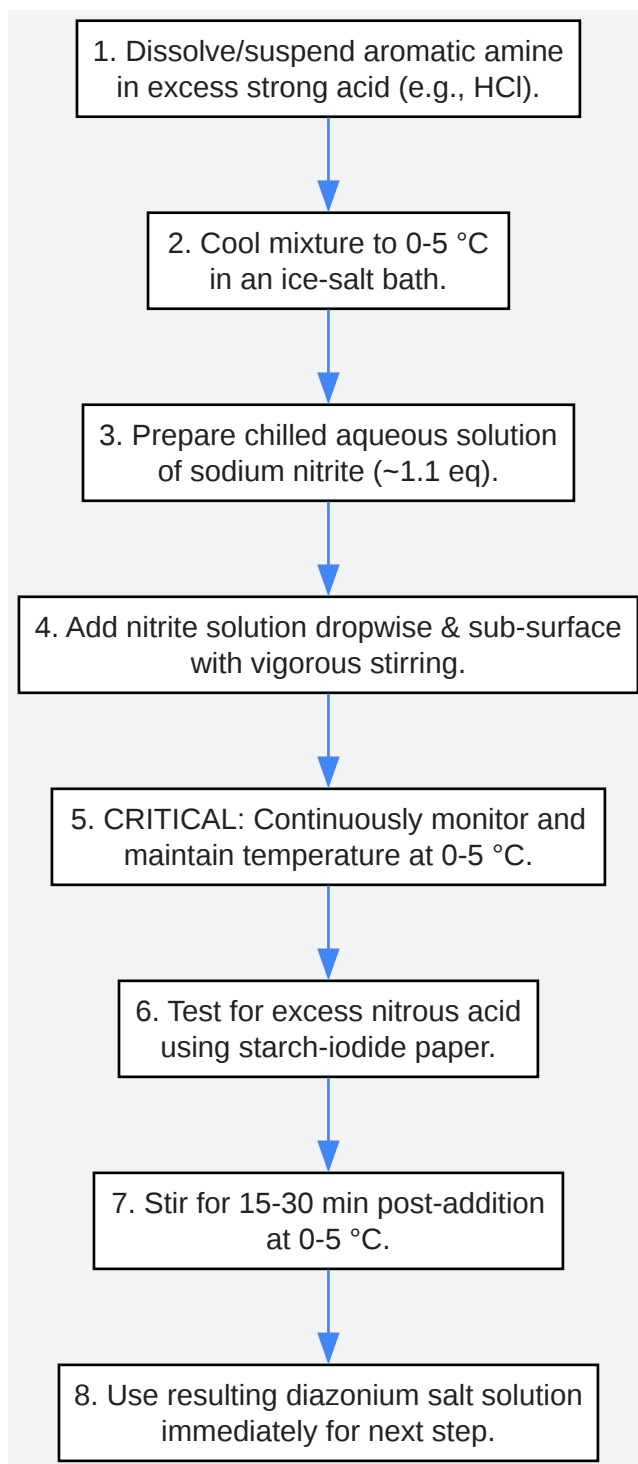 1. Dissolve/suspend aromatic amine
in excess strong acid (e.g., HCl).
2. Cool mixture to 0-5 °C
in an ice-salt bath.
3. Prepare chilled aqueous solution
of sodium nitrite (~1.1 eq).
4. Add nitrite solution dropwise & sub-surface
with vigorous stirring.
5. CRITICAL: Continuously monitor and
maintain temperature at 0-5 °C.
6. Test for excess nitrous acid
using starch-iodide paper.
7. Stir for 15-30 min post-addition
at 0-5 °C.
8. Use resulting diazonium salt solution
immediately for next step.